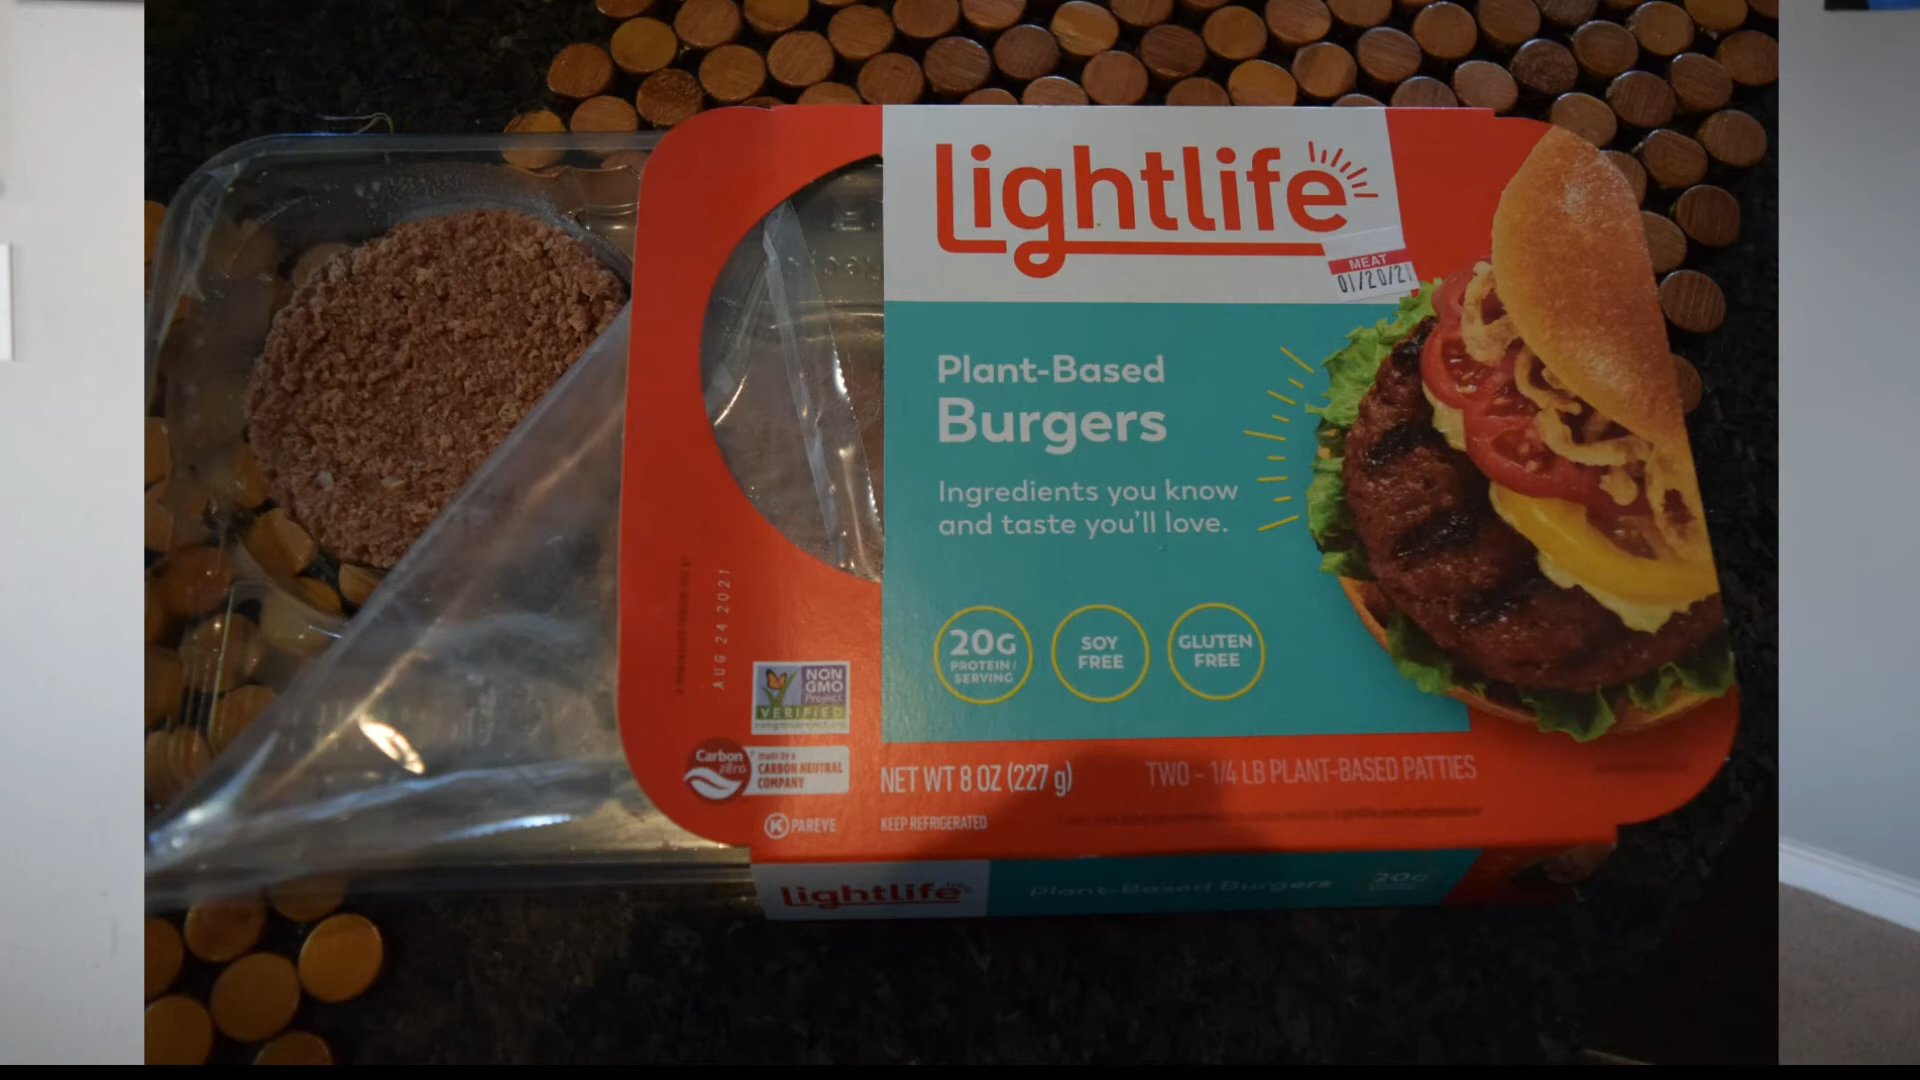 Lightlife
MEAT
01/20/21
Plant-Based
Burgers
Ingredients you know
and taste you'll love.
20G
PROTEIN/
SERVING
SOY
FREE
GLUTEN
FREE
AUG 24 2021
NON
GMO
Project
VERIFIED
Carbon
zero
made by a
CARBON NEUTRAL
COMPANY
NET WT 8 OZ (227 g)
TWO - 1/4 LB PLANT-BASED PATTIES
K PAREVE
KEEP REFRIGERATED
Lightlife
Plant-Based Burgers
20G